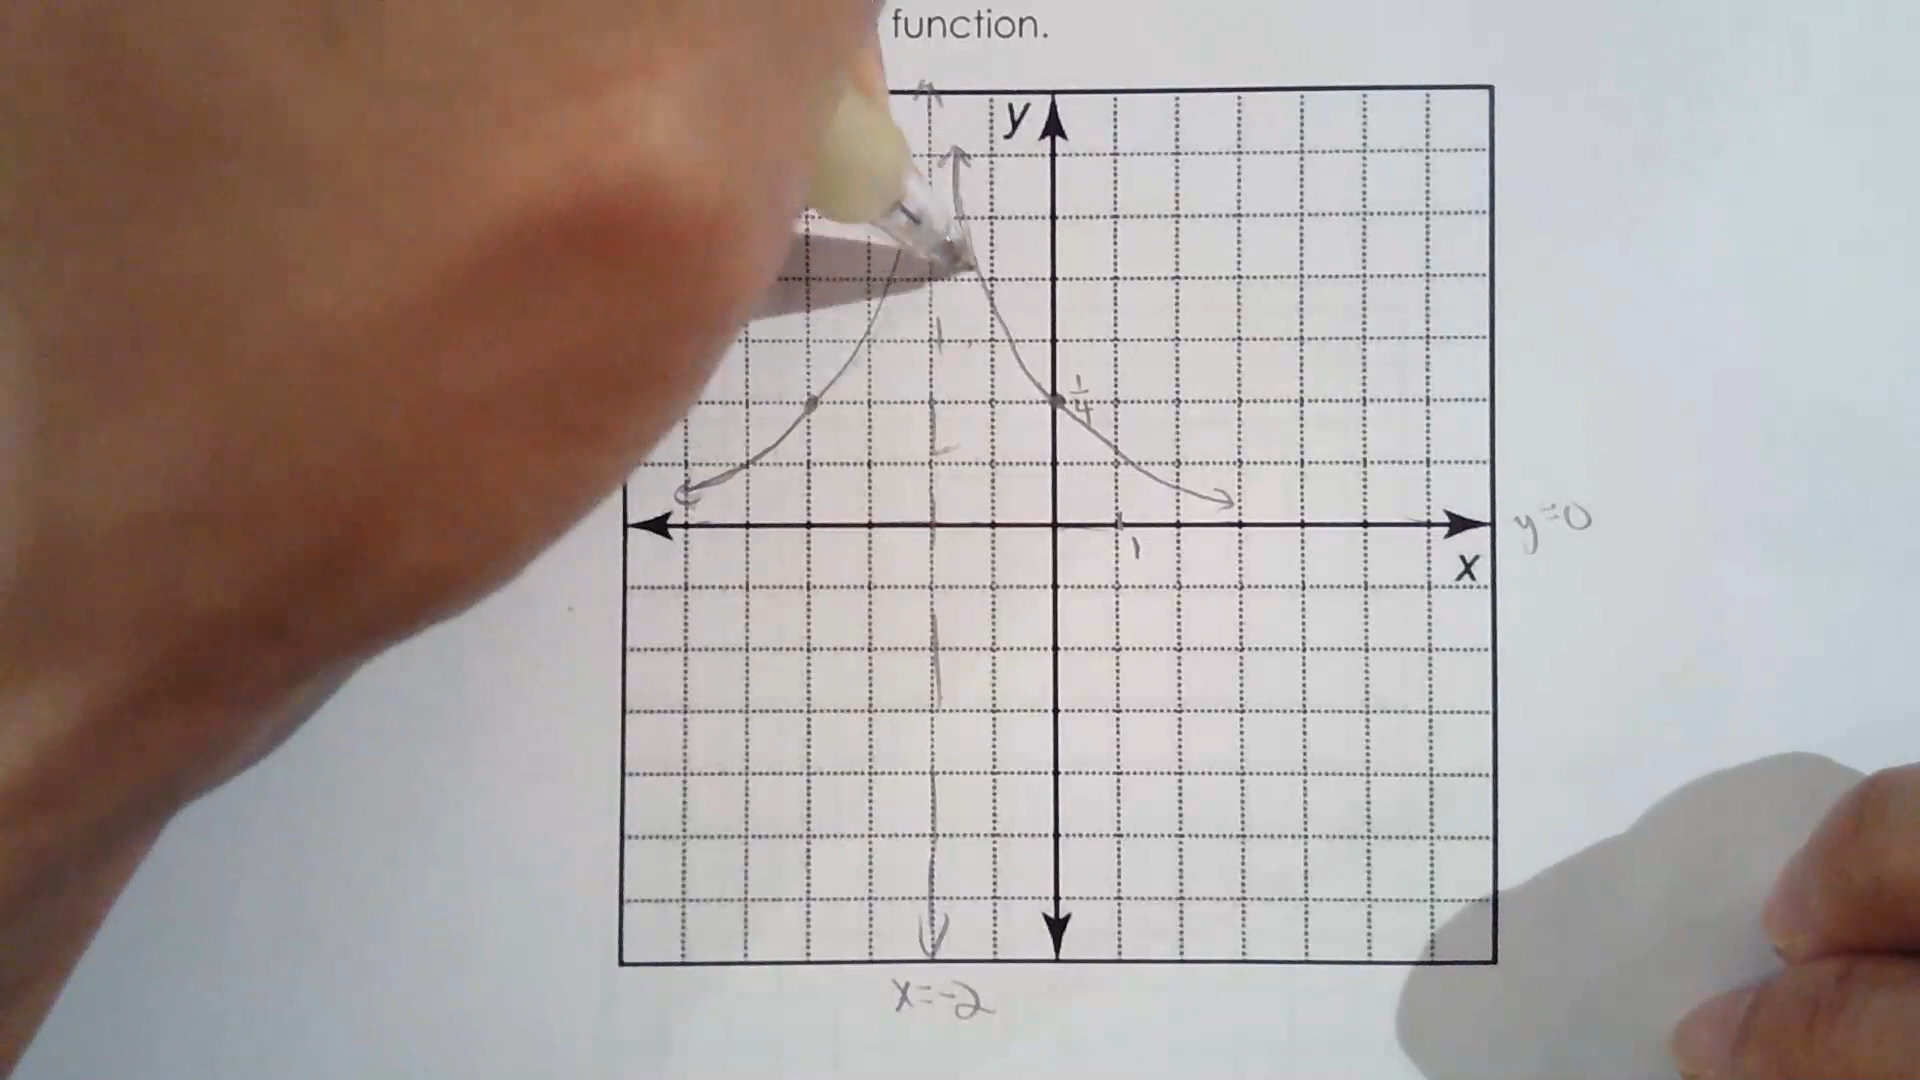 function.
y
1/4
y=0
1
x
x=-2